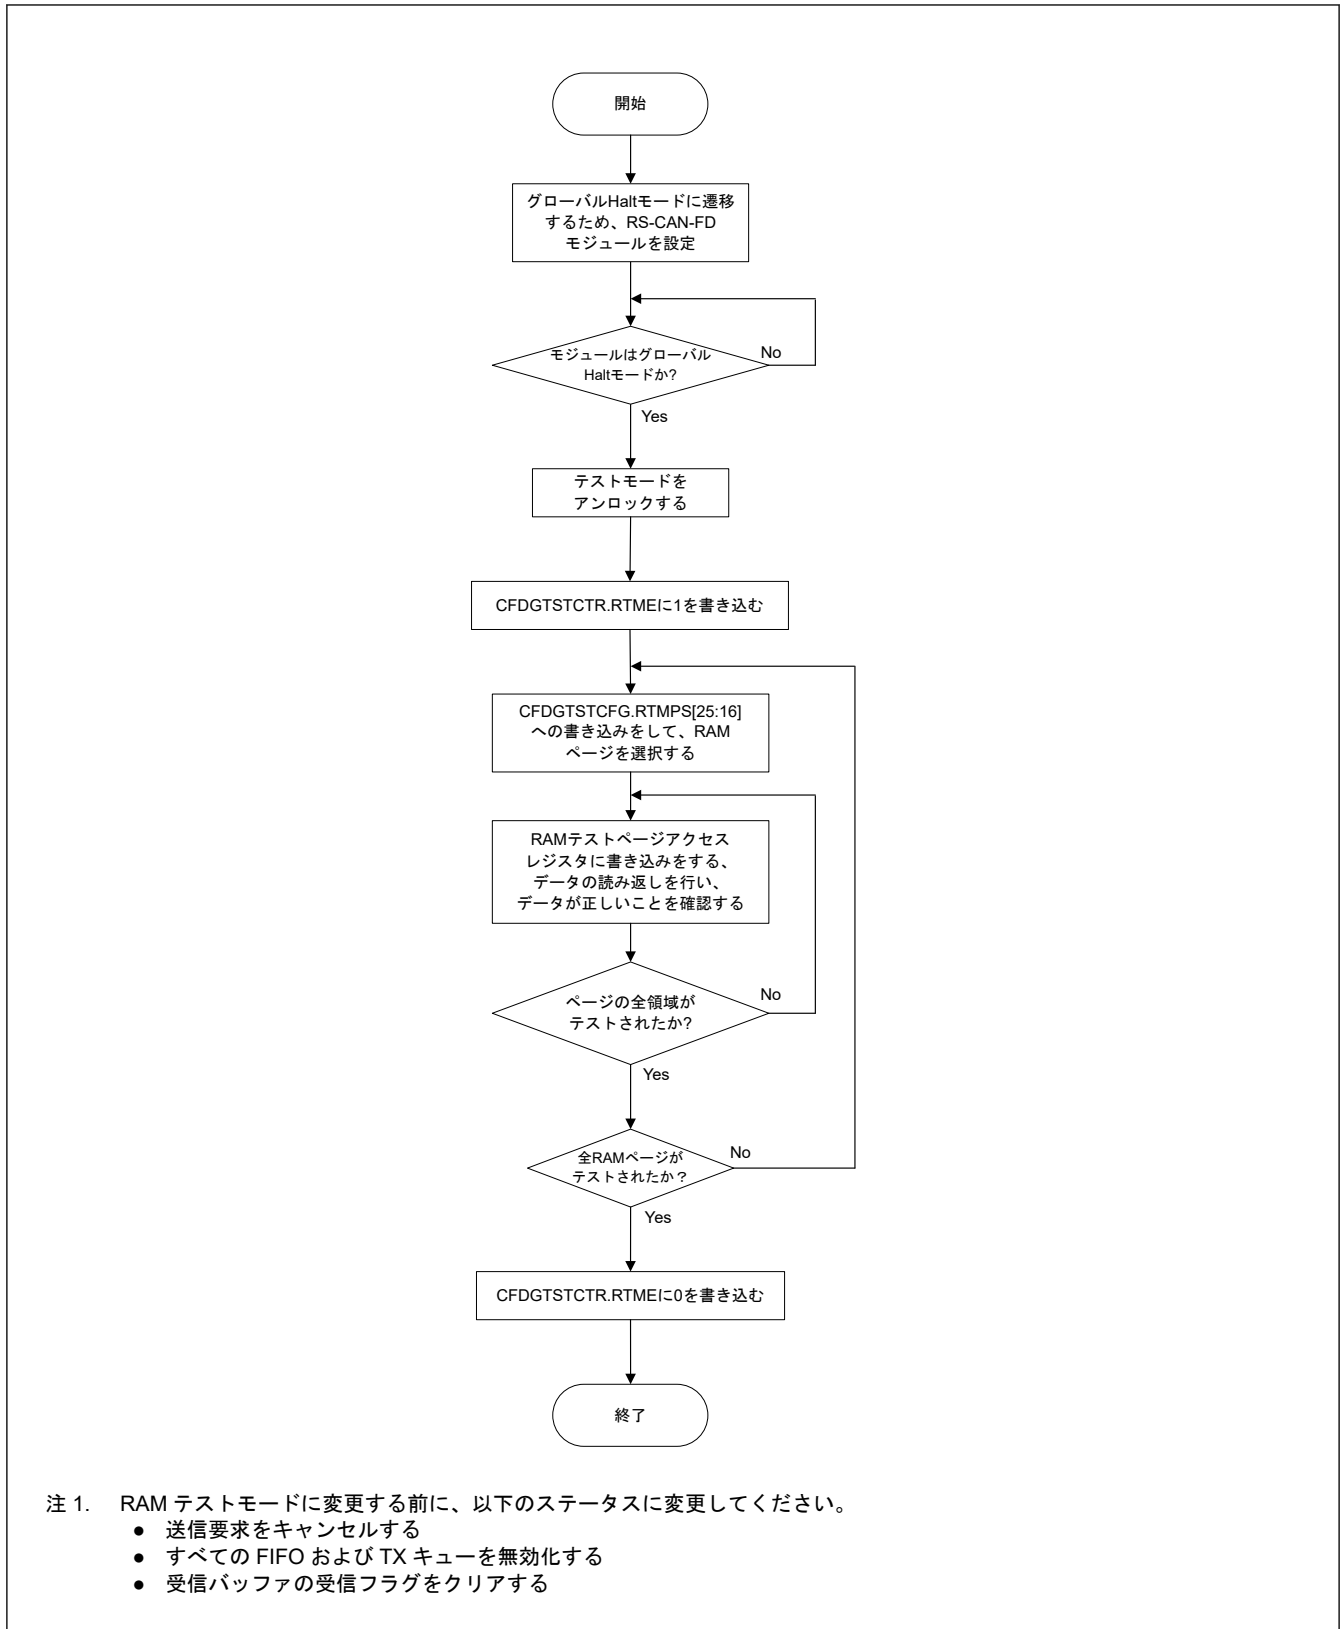 開始
グローバルHaltモードに遷移
するため、RS-CAN-FD
モジュールを設定
モジュールはグローバル
Haltモードか?
No
Yes
テストモードを
アンロックする
CFDGTSTCTR.RTMEに1を書き込む
CFDGTSTCFG.RTMPS[25:16]
への書き込みをして、RAM
ページを選択する
RAMテストページアクセス
レジスタに書き込みをする、
データの読み返しを行い、
データが正しいことを確認する
ページの全領域が
テストされたか?
No
Yes
全RAMページが
テストされたか？
No
Yes
CFDGTSTCTR.RTMEに0を書き込む
終了
注 1. RAM テストモードに変更する前に、以下のステータスに変更してください。
● 送信要求をキャンセルする
● すべての FIFO および TX キューを無効化する
● 受信バッファの受信フラグをクリアする